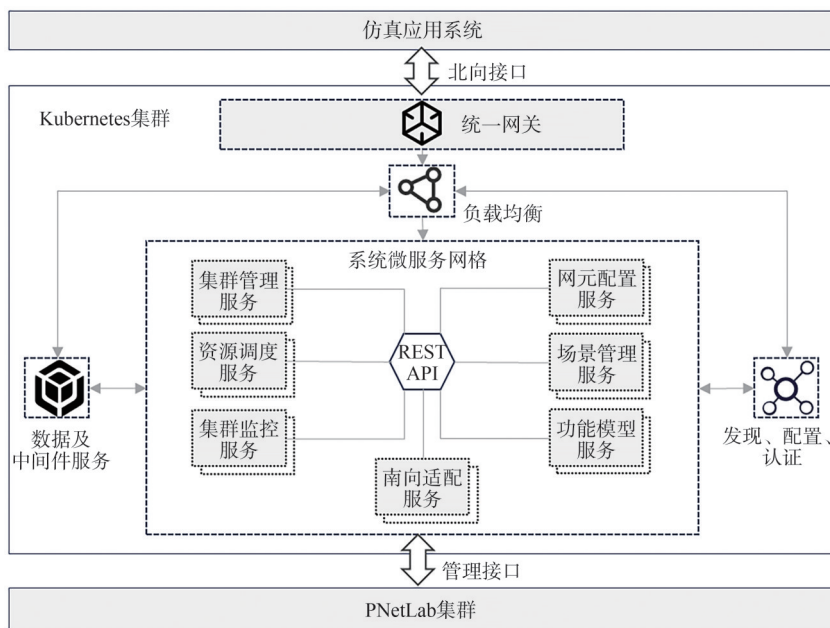 仿真应用系统
北向接口
Kubernetes集群
统一网关
负载均衡
系统微服务网格
集群管理
服务
网元配置
服务
资源调度
服务
REST
API
场景管理
服务
集群监控
服务
功能模型
服务
南向适配
服务
数据及
中间件服务
发现、配置、
认证
管理接口
PNetLab集群